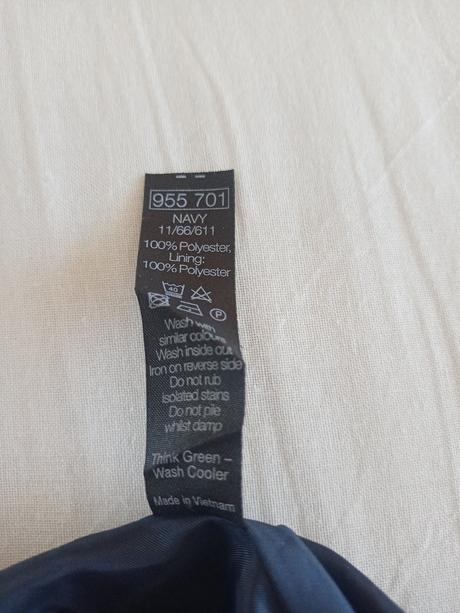 955 701
NAVY
11/66/611
100% Polyester,
Lining:
100% Polyester
40
P
Wash with
similar colours
Wash inside out
Iron on reverse side
Do not rub
isolated stains
Do not pile
whilst damp
Think Green –
Wash Cooler
Made in Vietnam